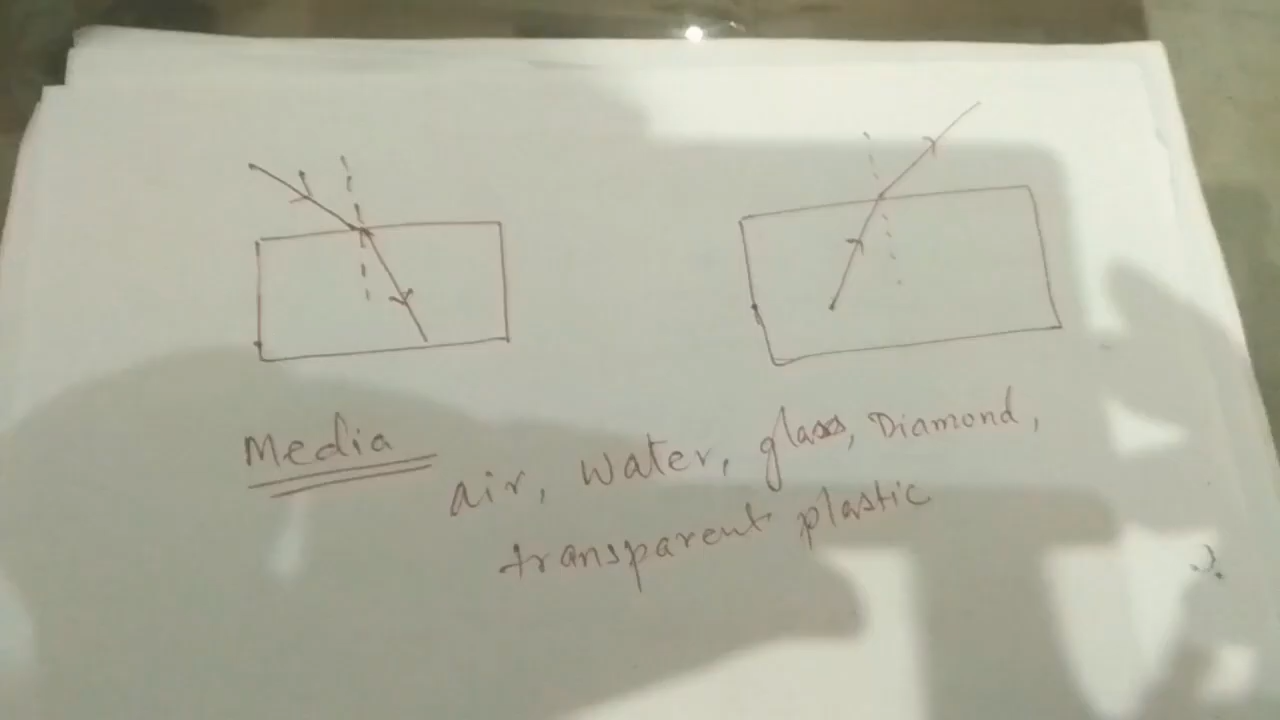 Media
air, water, glass, Diamond,
transparent plastic